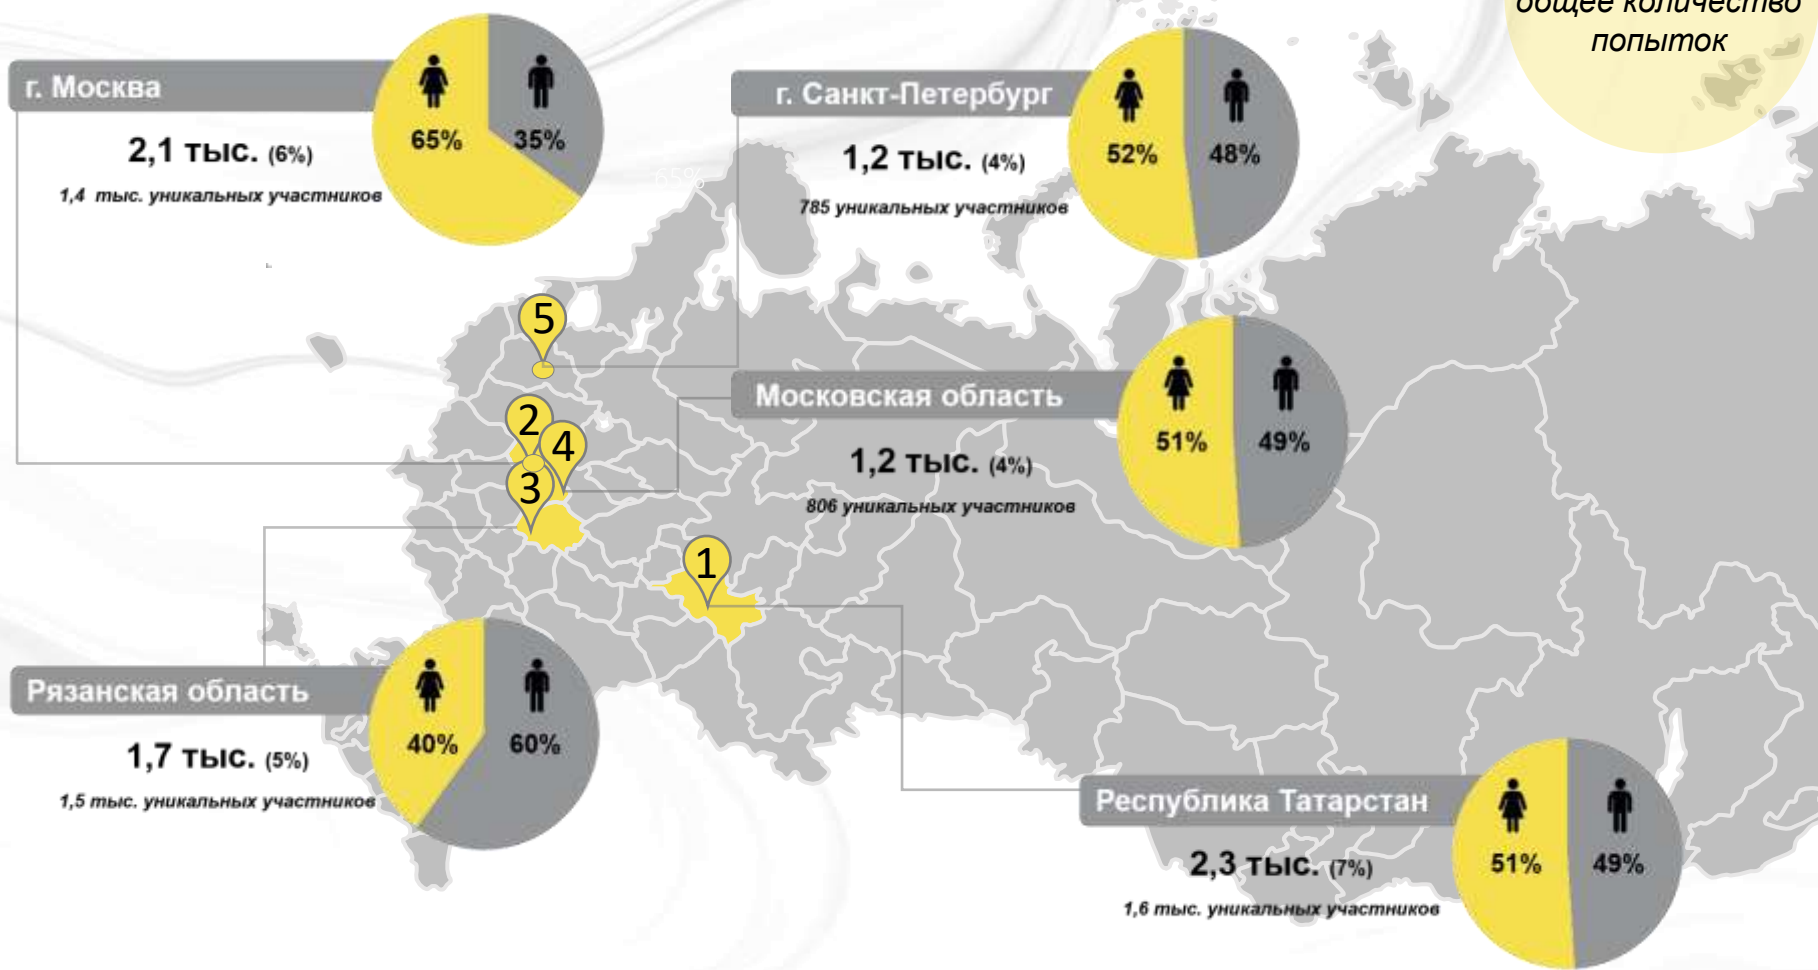 общее количество
попыток
г. Москва
65%
35%
2,1 тыс. (6%)
1,4 тыс. уникальных участников
г. Санкт-Петербург
52%
48%
1,2 тыс. (4%)
785 уникальных участников
65%
Московская область
51%
49%
1,2 тыс. (4%)
806 уникальных участников
5
2
4
3
1
Рязанская область
40%
60%
1,7 тыс. (5%)
1,5 тыс. уникальных участников
Республика Татарстан
51%
49%
2,3 тыс. (7%)
1,6 тыс. уникальных участников